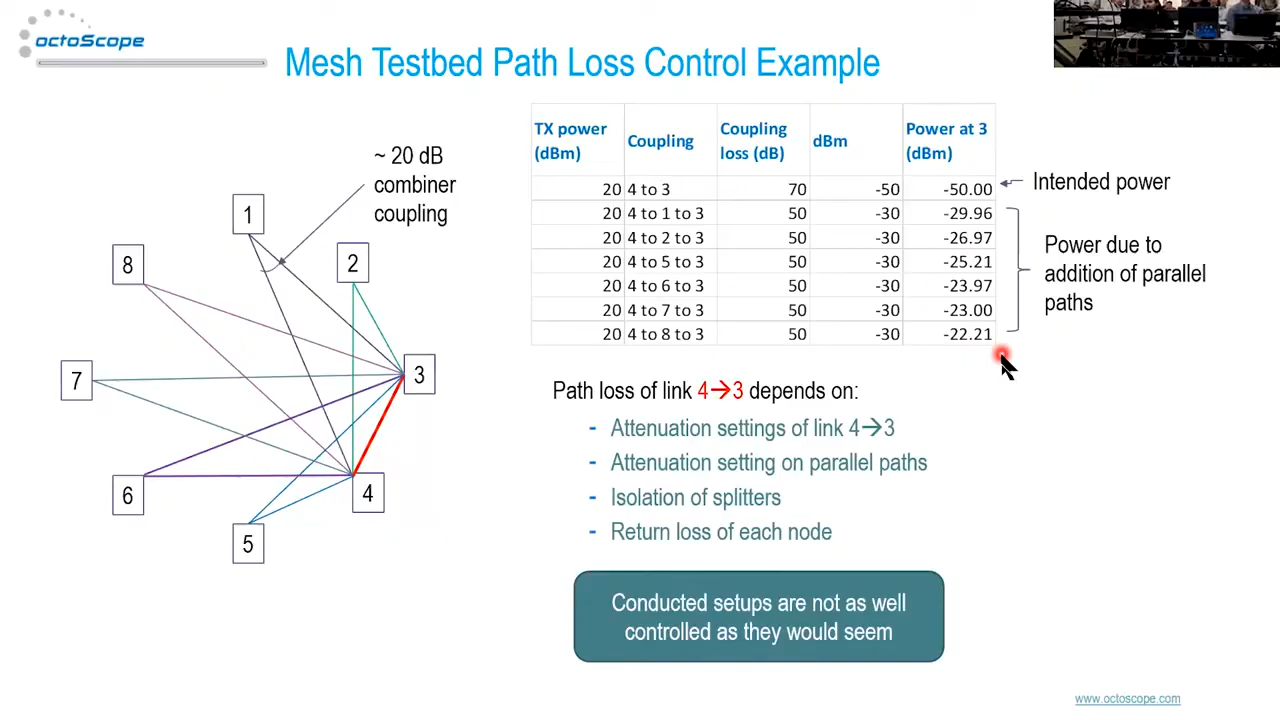 octoScope
Mesh Testbed Path Loss Control Example
~ 20 dB
combiner
coupling
1
2
3
4
5
6
7
8
TX power (dBm) Coupling Coupling loss (dB) dBm Power at 3 (dBm)
20 4 to 3 70 -50 -50.00
20 4 to 1 to 3 50 -30 -29.96
20 4 to 2 to 3 50 -30 -26.97
20 4 to 5 to 3 50 -30 -25.21
20 4 to 6 to 3 50 -30 -23.97
20 4 to 7 to 3 50 -30 -23.00
20 4 to 8 to 3 50 -30 -22.21
Intended power
Power due to
addition of parallel
paths
Path loss of link 4→3 depends on:
- Attenuation settings of link 4→3
- Attenuation setting on parallel paths
- Isolation of splitters
- Return loss of each node
Conducted setups are not as well
controlled as they would seem
www.octoscope.com